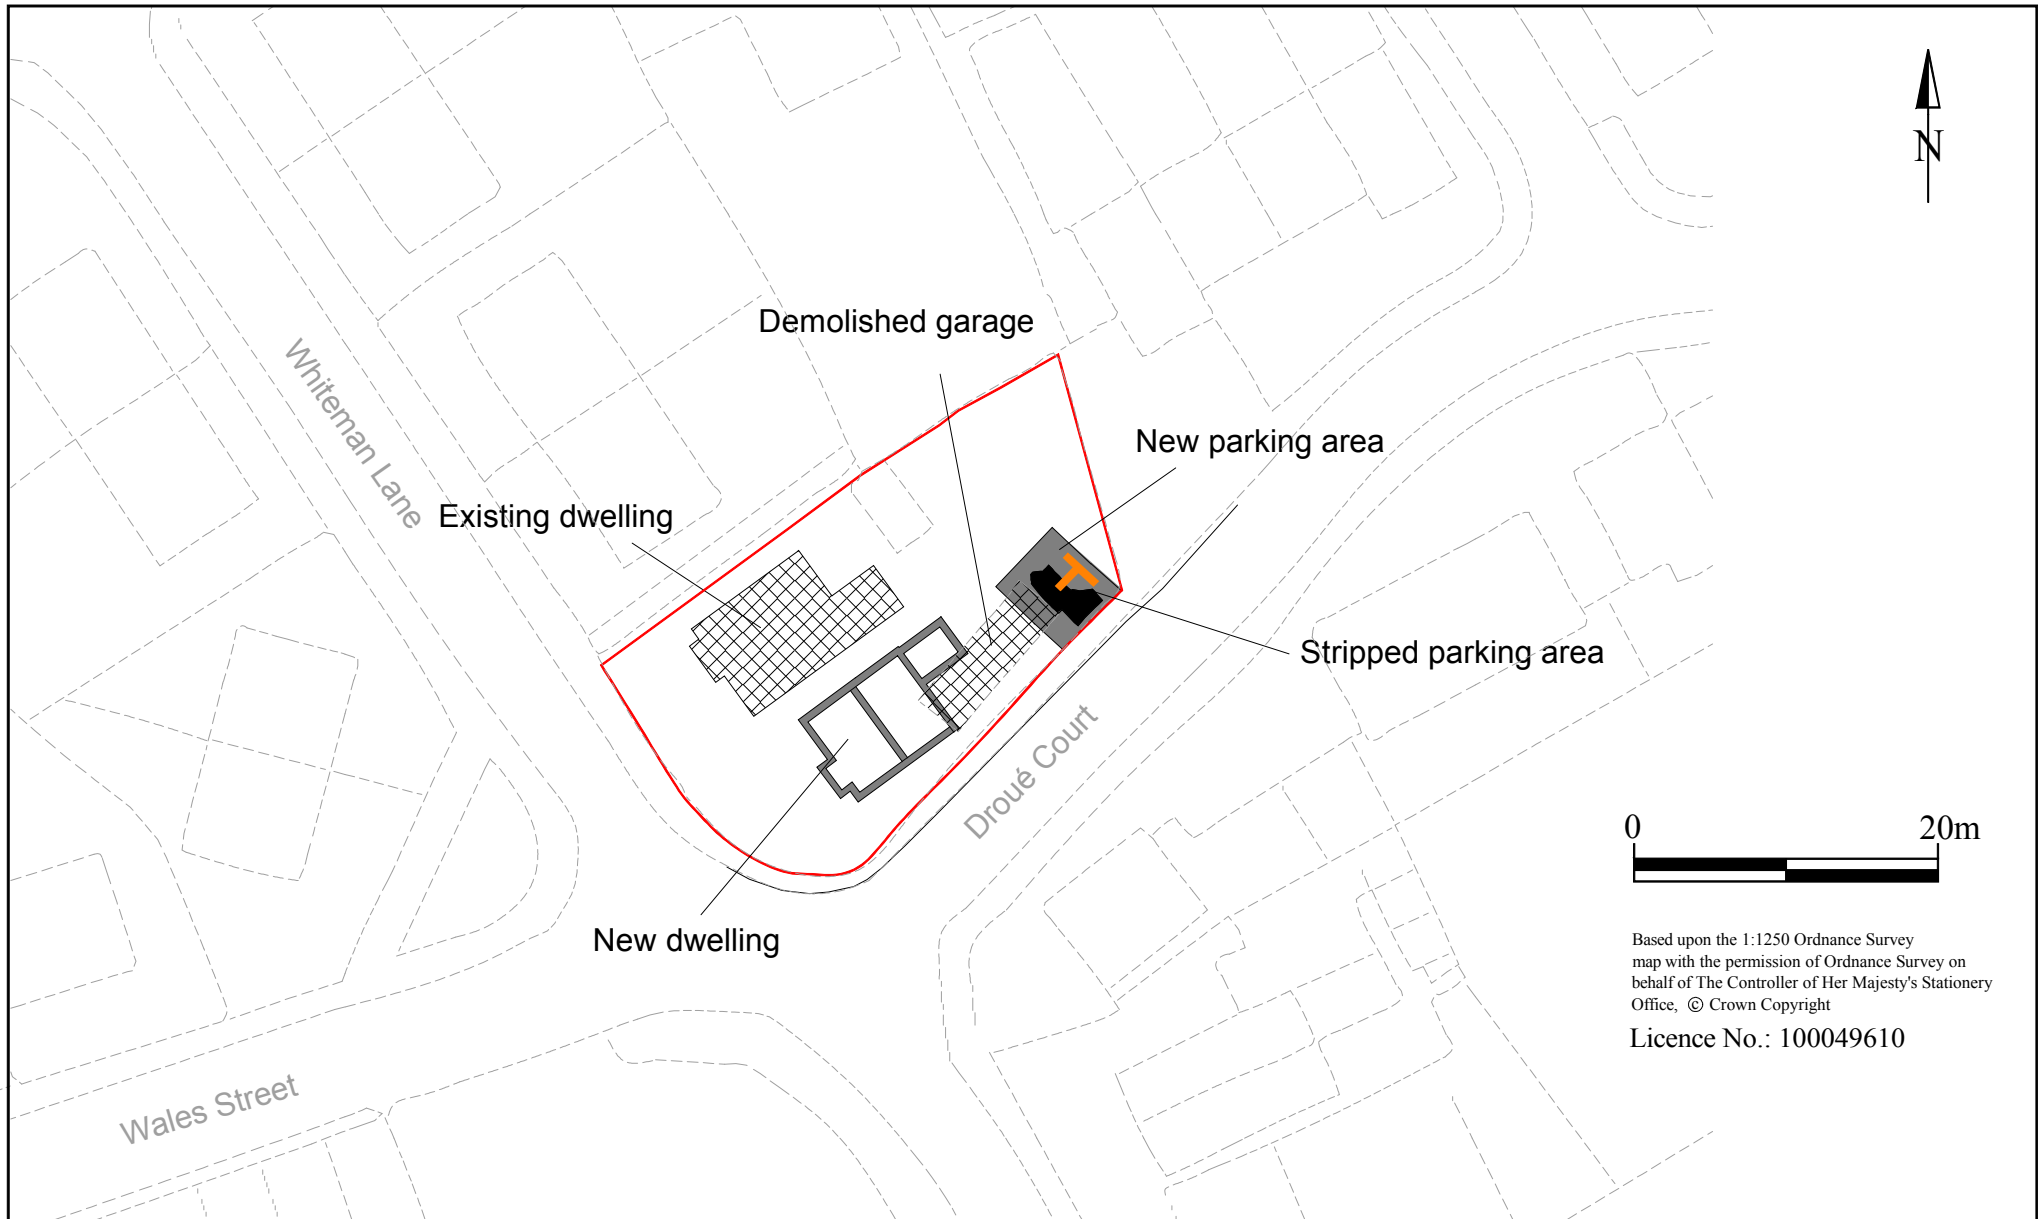 N
Demolished garage
Whiteman Lane
New parking area
Existing dwelling
Stripped parking area
Droué Court
0 20m
New dwelling
Based upon the 1:1250 Ordnance Survey
map with the permission of Ordnance Survey on
behalf of The Controller of Her Majesty's Stationery
Office, © Crown Copyright
Licence No.: 100049610
Wales Street